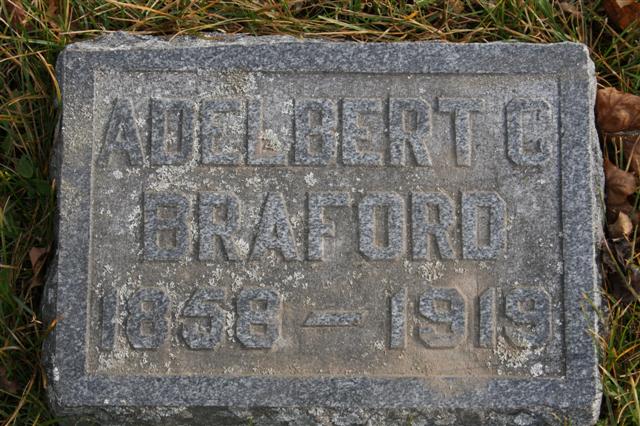 ADELBERT C
BRAFORD
1858 — 1919